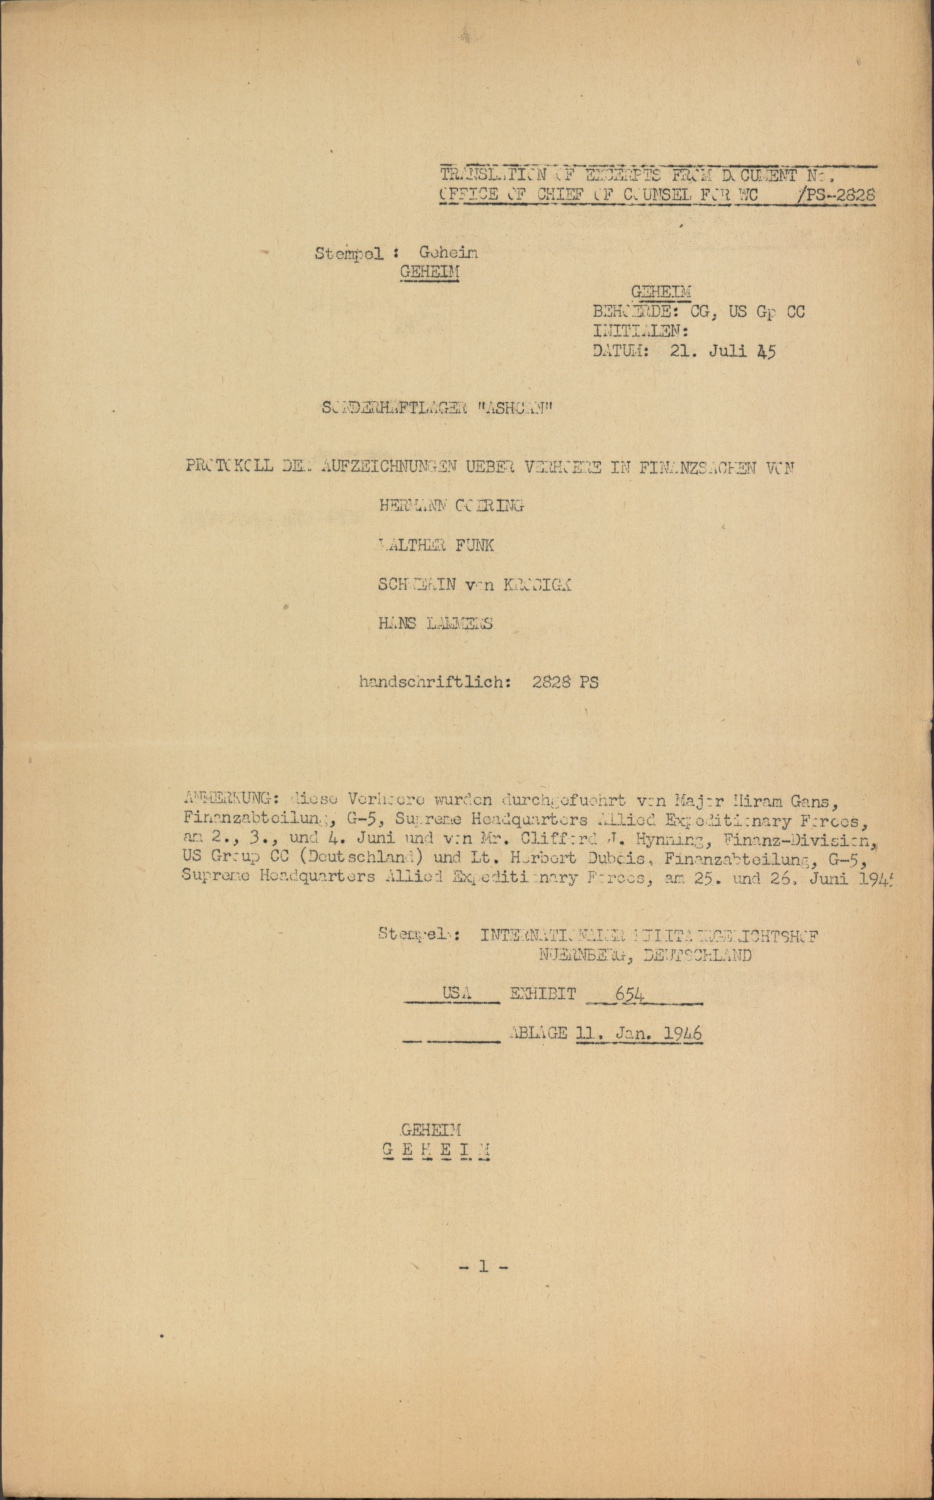 TRANSLATION OF EXCERPTS FROM DOCUMENT No.
OFFICE OF CHIEF OF COUNSEL FOR WC /PS-2828
Stempel : Geheim
GEHEIM
GEHEIM
BEHOERDE: CG, US Gp CC
INITIALEN:
DATUM: 21. Juli 45
SONDERHAFTLAGER "ASHCAN"
PROTOKOLL DER AUFZEICHNUNGEN UEBER VERHOERE IN FINANZSACHEN VON
HERMANN GOERING
WALTHER FUNK
SCHWERIN von KROSIGK
HANS LAMMERS
handschriftlich: 2828 PS
ANMERKUNG: diese Verhoere wurden durchgefuehrt von Major Hiram Gans,
Finanzabteilung, G-5, Supreme Headquarters Allied Expeditionary Forces,
am 2., 3., und 4. Juni und von Mr. Clifford J. Hynning, Finanz-Division,
US Group CC (Deutschland) und Lt. Herbert Dubois, Finanzabteilung, G-5,
Supreme Headquarters Allied Expeditionary Forces, am 25. und 26. Juni 1945
Stempel: INTERNATIONALER MILITAERGERICHTSHOF
NUERNBERG, DEUTSCHLAND
USA EXHIBIT 654
ABLAGE 11. Jan. 1946
GEHEIM
G E H E I M
- 1 -